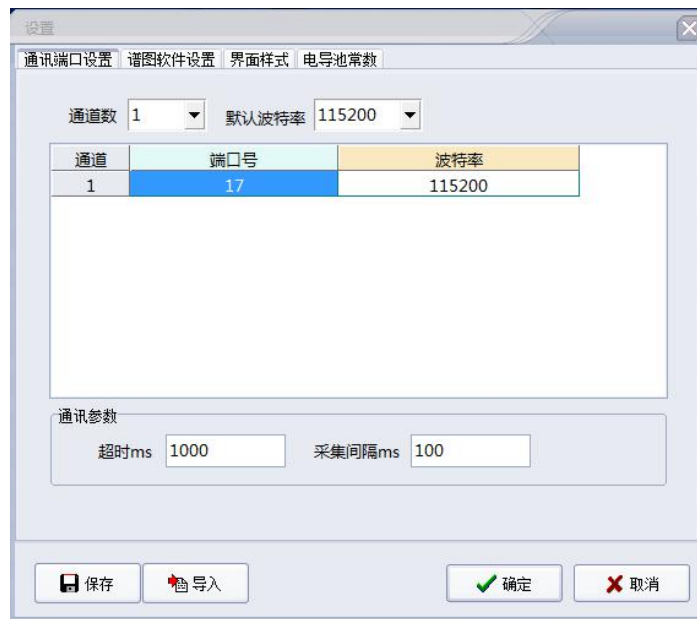 设置
通讯端口设置 谱图软件设置 界面样式 电导池常数
通道数 1 默认波特率 115200
通道 端口号 波特率
1 17 115200
通讯参数
超时ms 1000 采集间隔ms 100
保存 导入 确定 取消